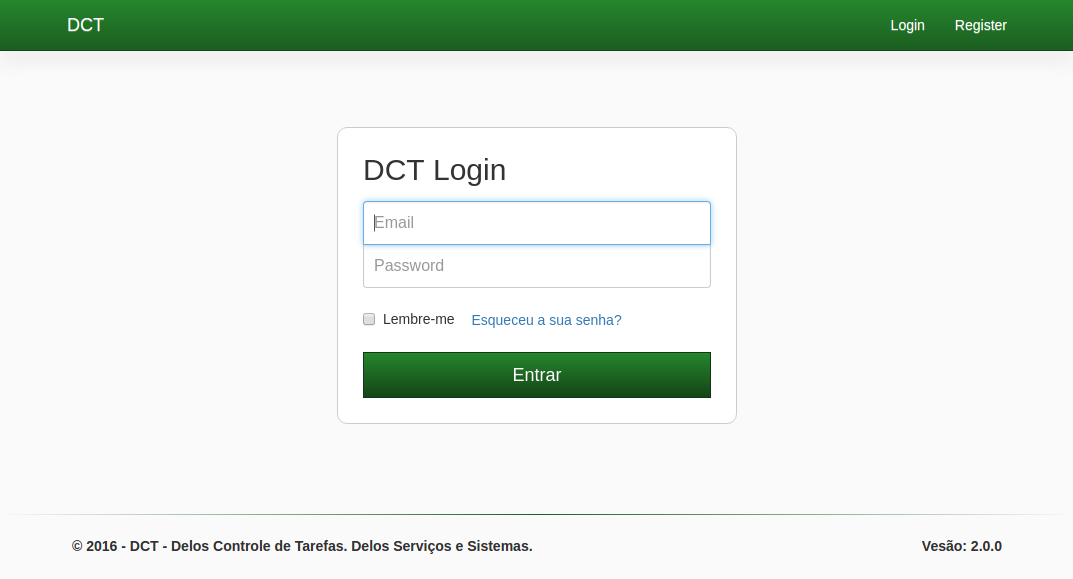 DCT Login Register
DCT Login
Email
Password
Lembre-me Esqueceu a sua senha?
Entrar
© 2016 - DCT - Delos Controle de Tarefas. Delos Serviços e Sistemas. Vesão: 2.0.0